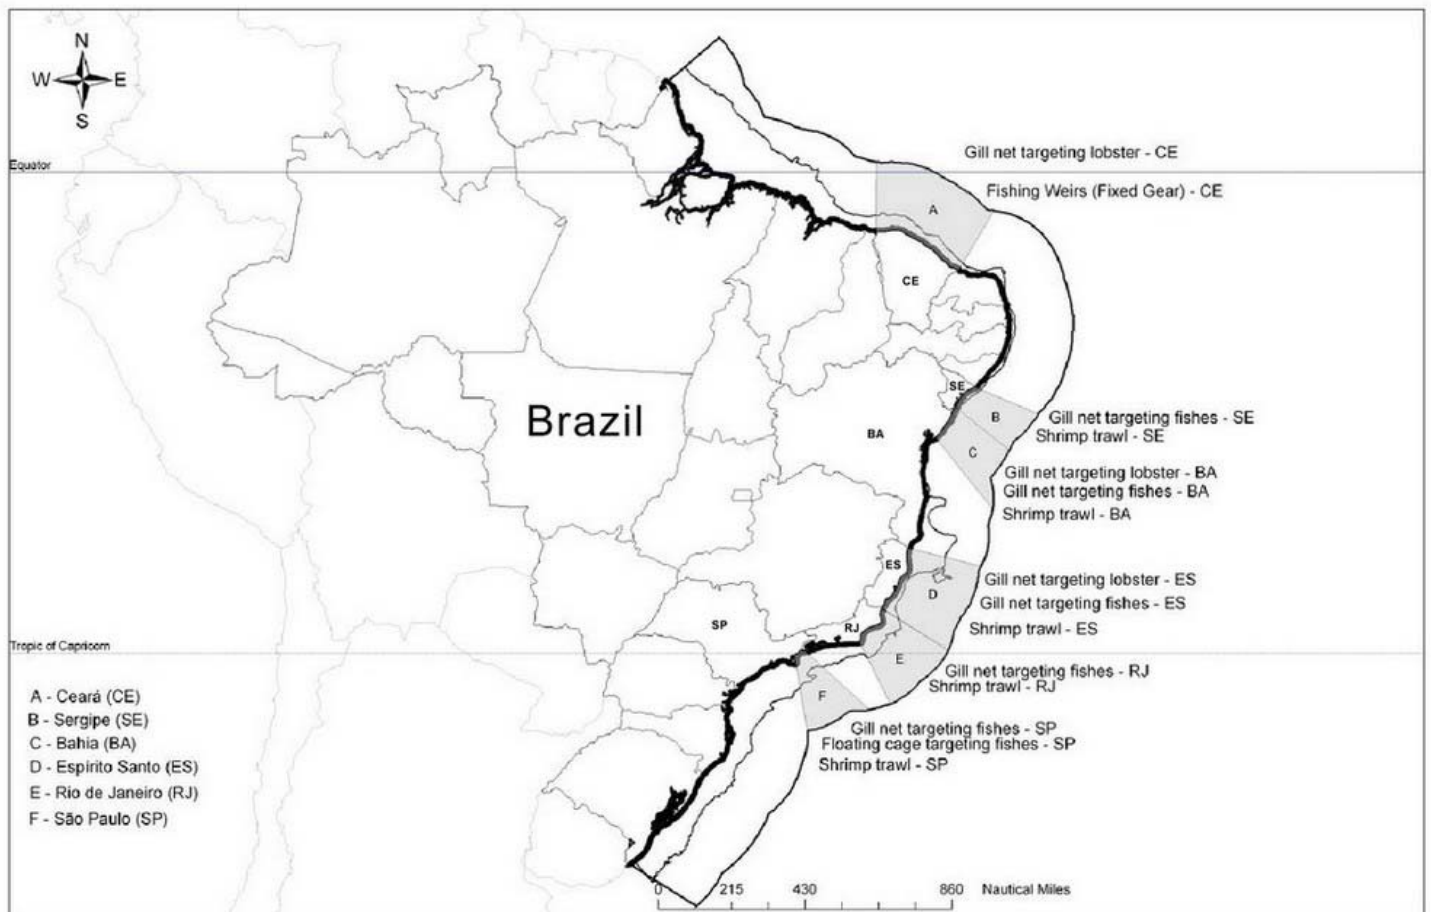 N
W E
S
Equator
Gill net targeting lobster - CE
Fishing Weirs (Fixed Gear) - CE
A
CE
SE
B
Gill net targeting fishes - SE
Shrimp trawl - SE
Brazil
BA
C
Gill net targeting lobster - BA
Gill net targeting fishes - BA
Shrimp trawl - BA
ES
D
Gill net targeting lobster - ES
Gill net targeting fishes - ES
Shrimp trawl - ES
SP
RJ
Tropic of Capricorn
E
Gill net targeting fishes - RJ
Shrimp trawl - RJ
F
Gill net targeting fishes - SP
Floating cage targeting fishes - SP
Shrimp trawl - SP
A - Ceará (CE)
B - Sergipe (SE)
C - Bahia (BA)
D - Espírito Santo (ES)
E - Rio de Janeiro (RJ)
F - São Paulo (SP)
0 215 430 860 Nautical Miles